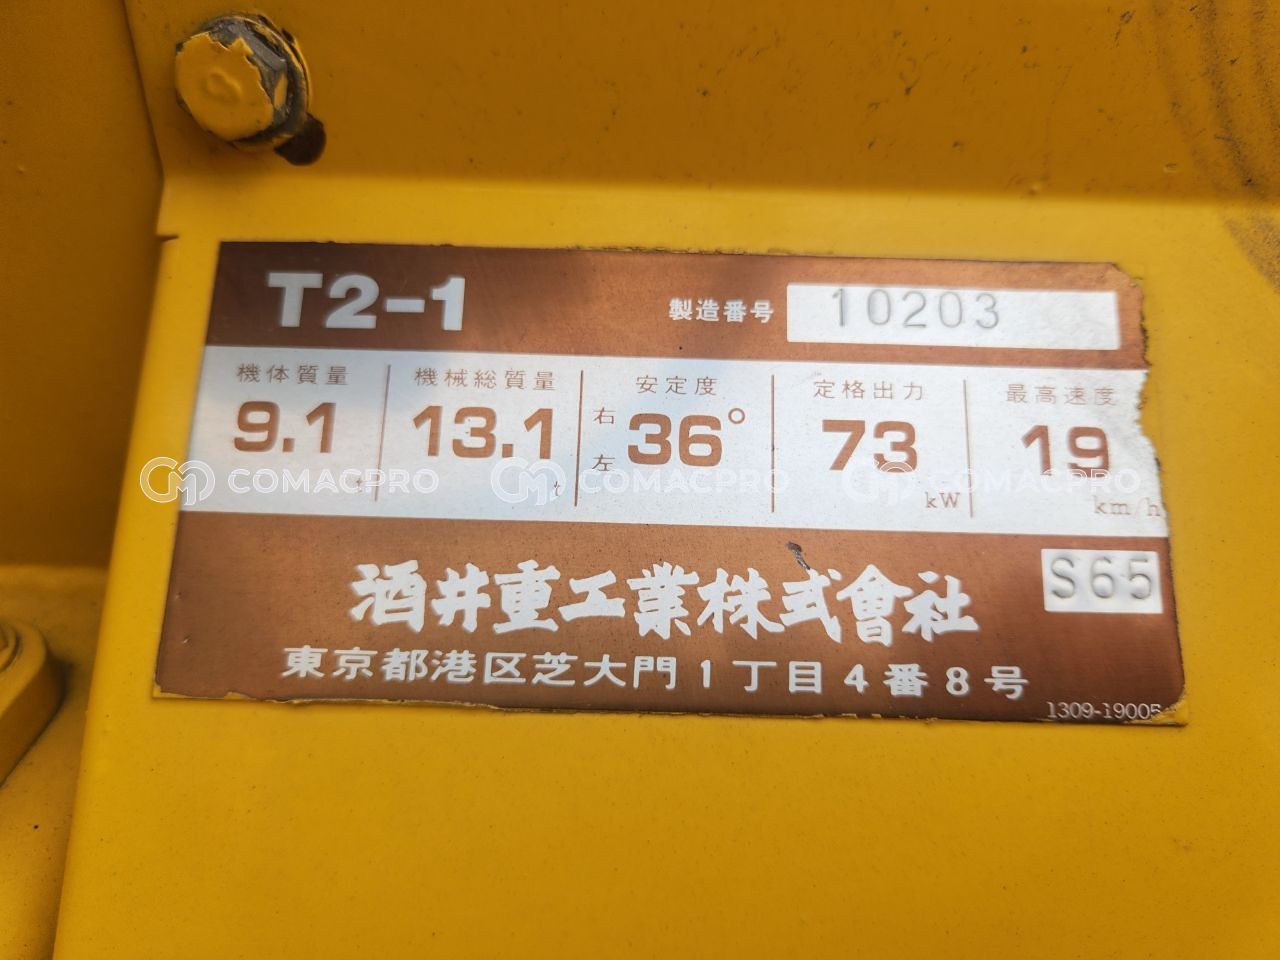 T2-1 製造番号 10203
機体質量 機械総質量 安定度 定格出力 最高速度
9.1 t 13.1 t 右 左 36° 73 kW 19 km/h
COMACPRO COMACPRO COMACPRO
S65
酒井重工業株式會社
東京都港区芝大門1丁目4番8号
1309-19005